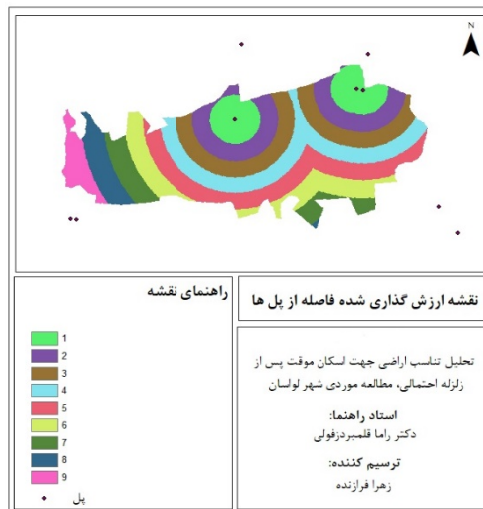 N
راهنمای نقشه
1
2
3
4
5
6
7
8
9
پل
نقشه ارزش گذاری شده فاصله از پل ها
تحلیل تناسب اراضی جهت اسکان موقت پس از
زلزله احتمالی، مطالعه موردی شهر لواسان
استاد راهنما:
دکتر راما قلمبردزفولی
ترسیم کننده:
زهرا فرازنده